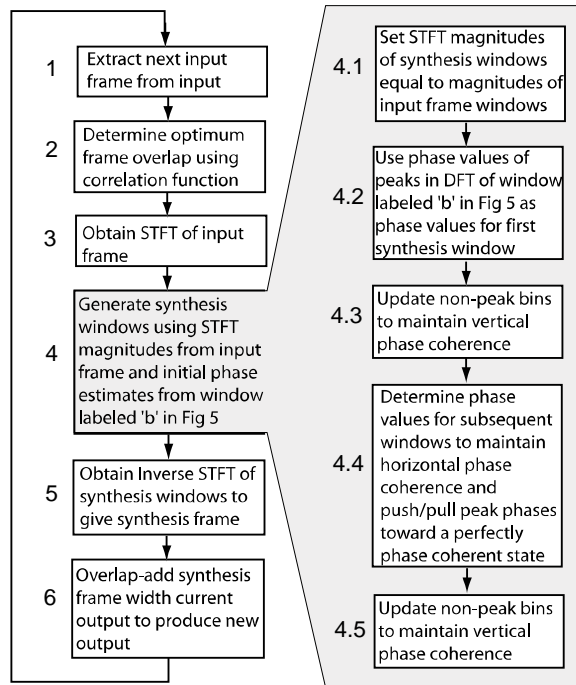 1
Extract next input
frame from input
2
Determine optimum
frame overlap using
correlation function
3
Obtain STFT of input
frame
4
Generate synthesis
windows using STFT
magnitudes from input
frame and initial phase
estimates from window
labeled 'b' in Fig 5
5
Obtain Inverse STFT of
synthesis windows to
give synthesis frame
6
Overlap-add synthesis
frame width current
output to produce new
output
4.1
Set STFT magnitudes
of synthesis windows
equal to magnitudes of
input frame windows
4.2
Use phase values of
peaks in DFT of window
labeled 'b' in Fig 5 as
phase values for first
synthesis window
4.3
Update non-peak bins
to maintain vertical
phase coherence
4.4
Determine phase
values for subsequent
windows to maintain
horizontal phase
coherence and
push/pull peak phases
toward a perfectly
phase coherent state
4.5
Update non-peak bins
to maintain vertical
phase coherence